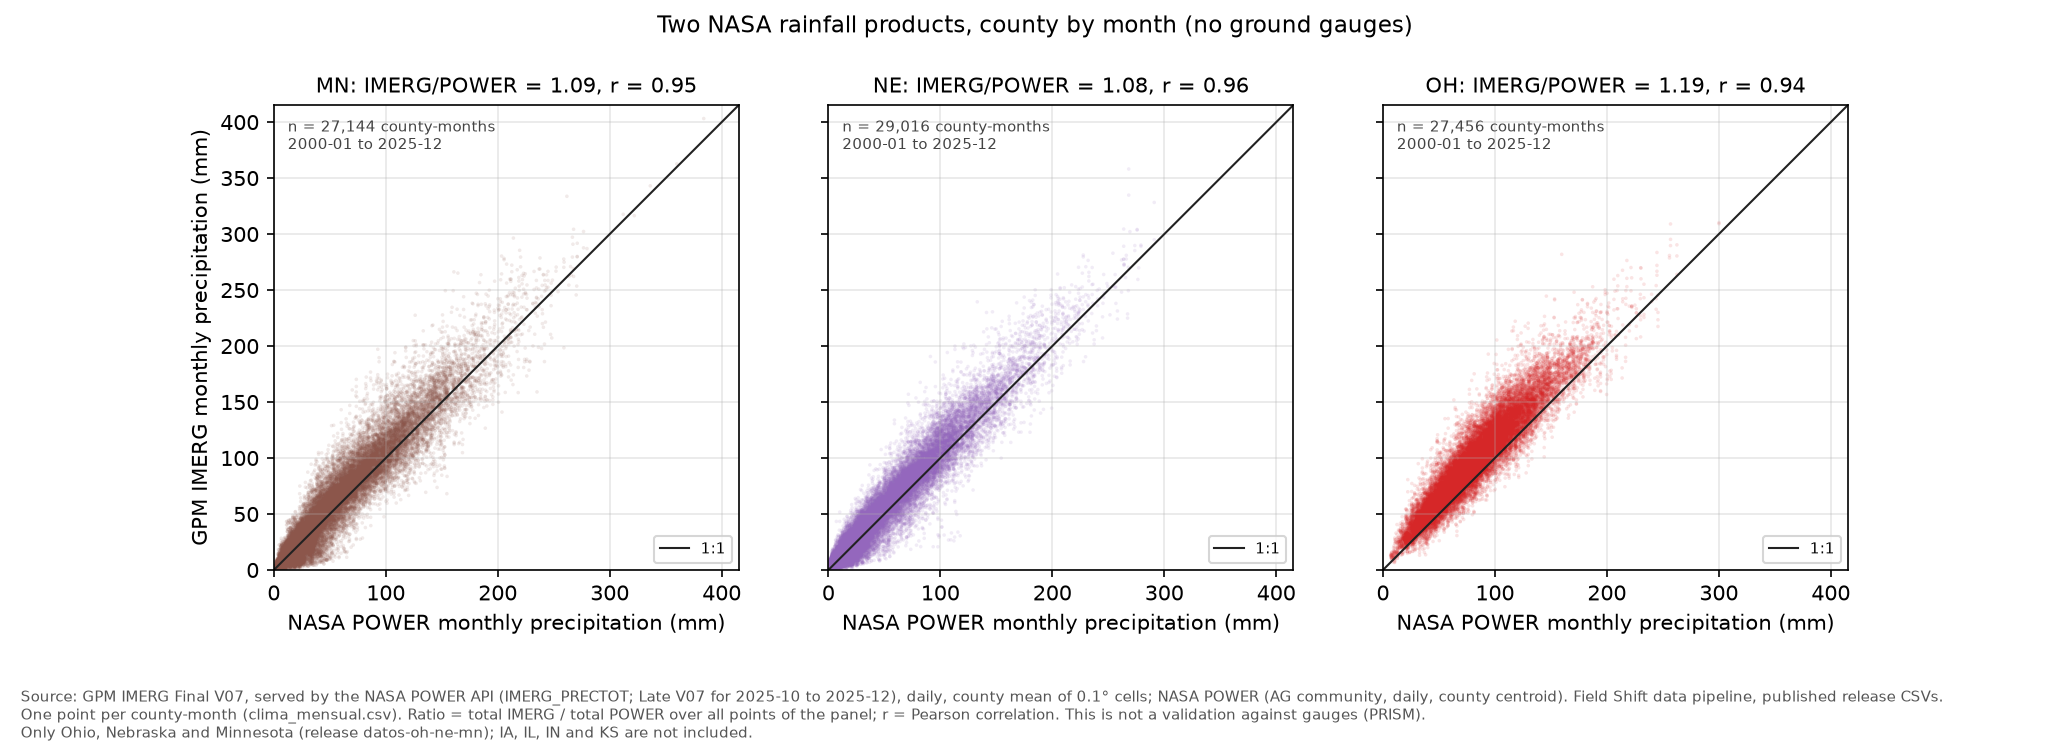 Two NASA rainfall products, county by month (no ground gauges)
MN: IMERG/POWER = 1.09, r = 0.95
n = 27,144 county-months
2000-01 to 2025-12
GPM IMERG monthly precipitation (mm)
400
350
300
250
200
150
100
50
0
1:1
0 100 200 300 400
NASA POWER monthly precipitation (mm)
NE: IMERG/POWER = 1.08, r = 0.96
n = 29,016 county-months
2000-01 to 2025-12
1:1
0 100 200 300 400
NASA POWER monthly precipitation (mm)
OH: IMERG/POWER = 1.19, r = 0.94
n = 27,456 county-months
2000-01 to 2025-12
1:1
0 100 200 300 400
NASA POWER monthly precipitation (mm)
Source: GPM IMERG Final V07, served by the NASA POWER API (IMERG_PRECTOT; Late V07 for 2025-10 to 2025-12), daily, county mean of 0.1° cells; NASA POWER (AG community, daily, county centroid). Field Shift data pipeline, published release CSVs.
One point per county-month (clima_mensual.csv). Ratio = total IMERG / total POWER over all points of the panel; r = Pearson correlation. This is not a validation against gauges (PRISM).
Only Ohio, Nebraska and Minnesota (release datos-oh-ne-mn); IA, IL, IN and KS are not included.